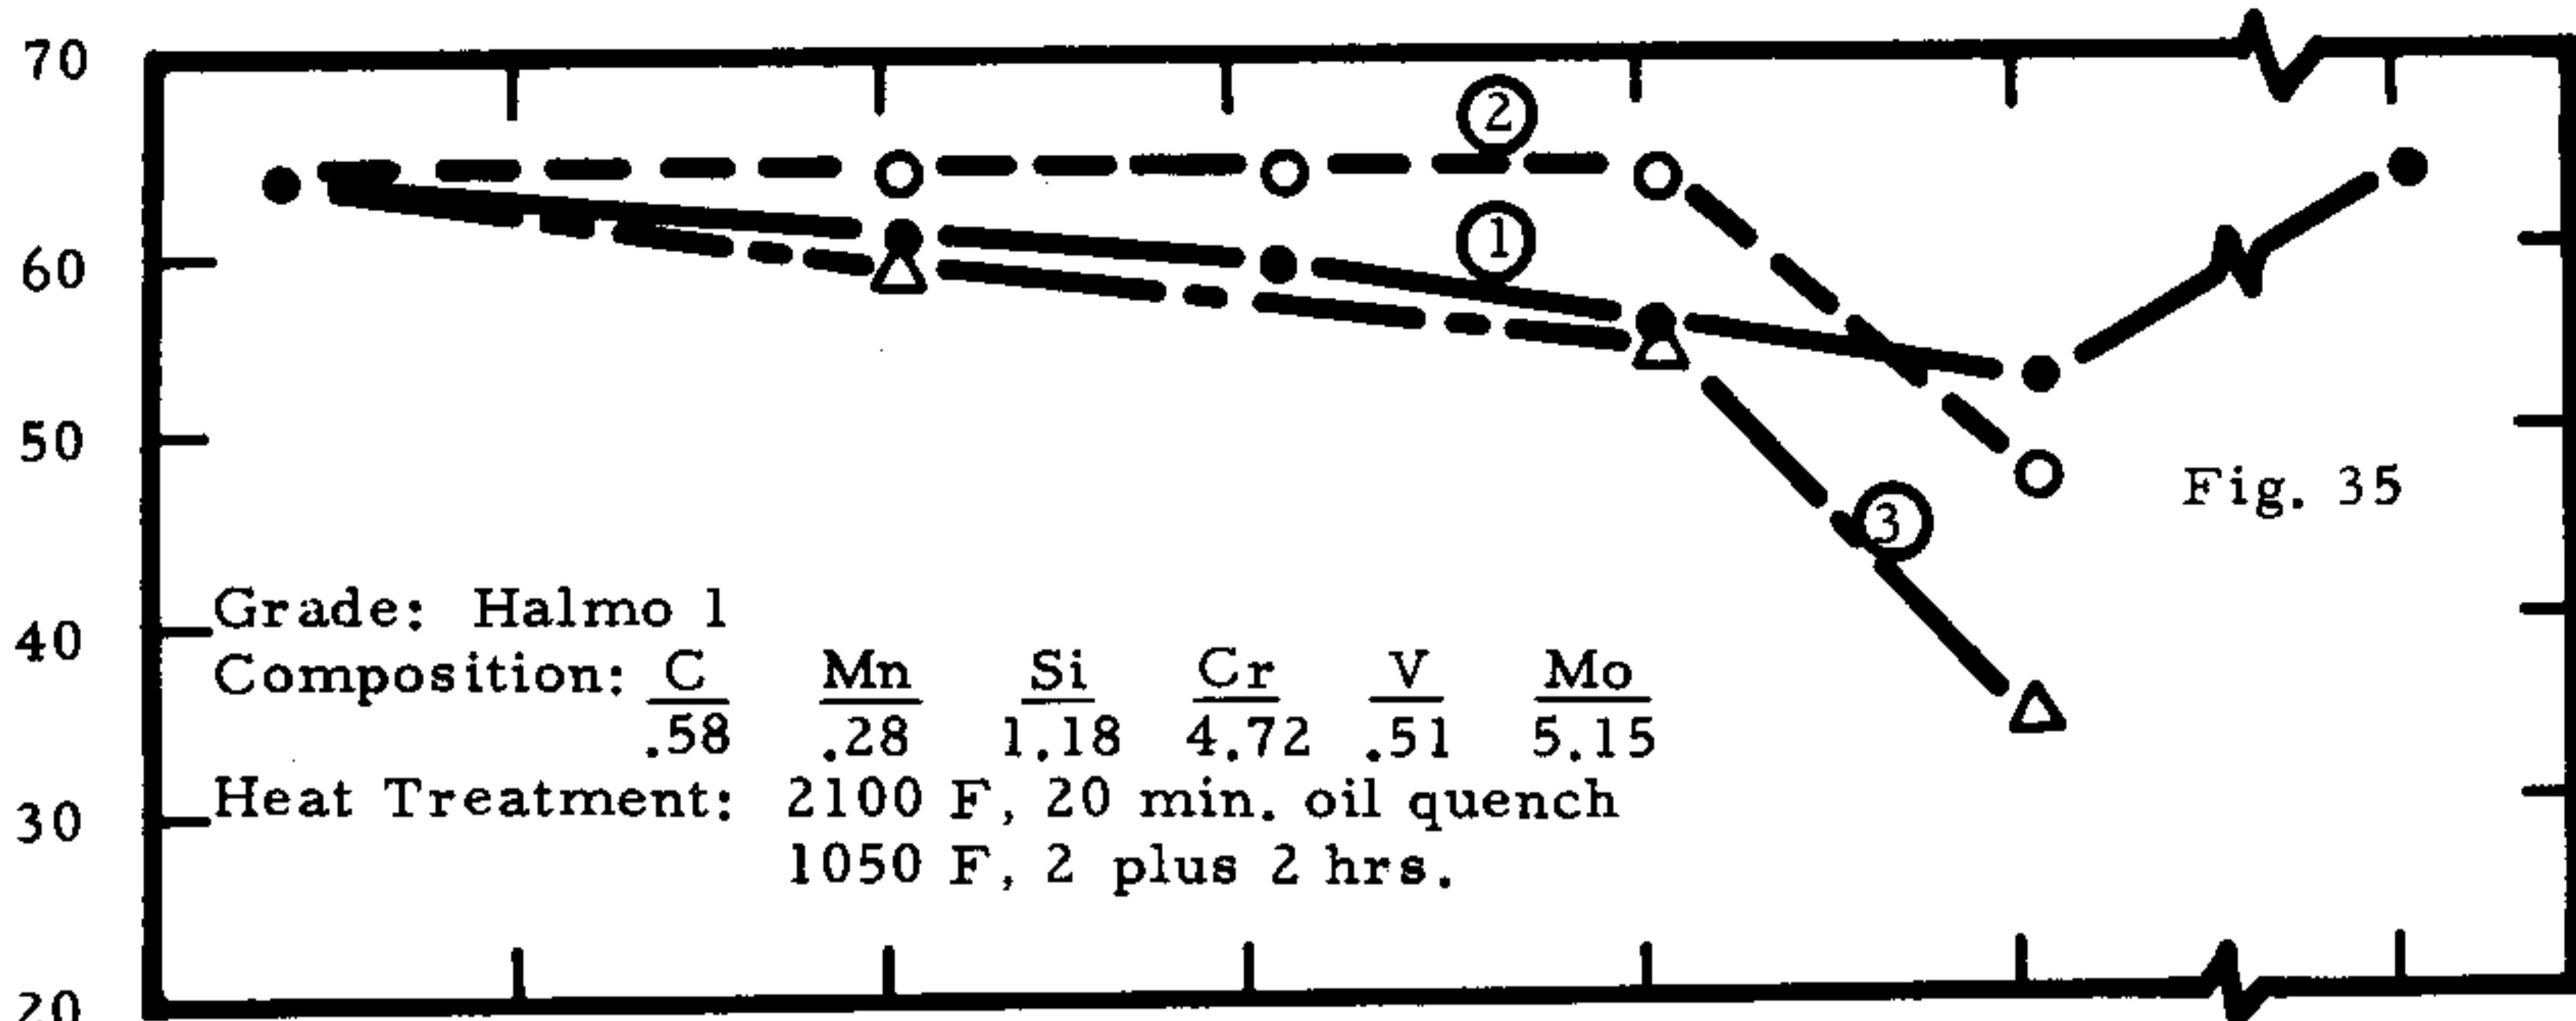 70
②
①
60
50
Fig. 35
③
Grade: Halmo 1
40
Composition: C Mn Si Cr V Mo
.58 .28 1.18 4.72 .51 5.15
Heat Treatment: 2100 F, 20 min. oil quench
30
1050 F, 2 plus 2 hrs.
20